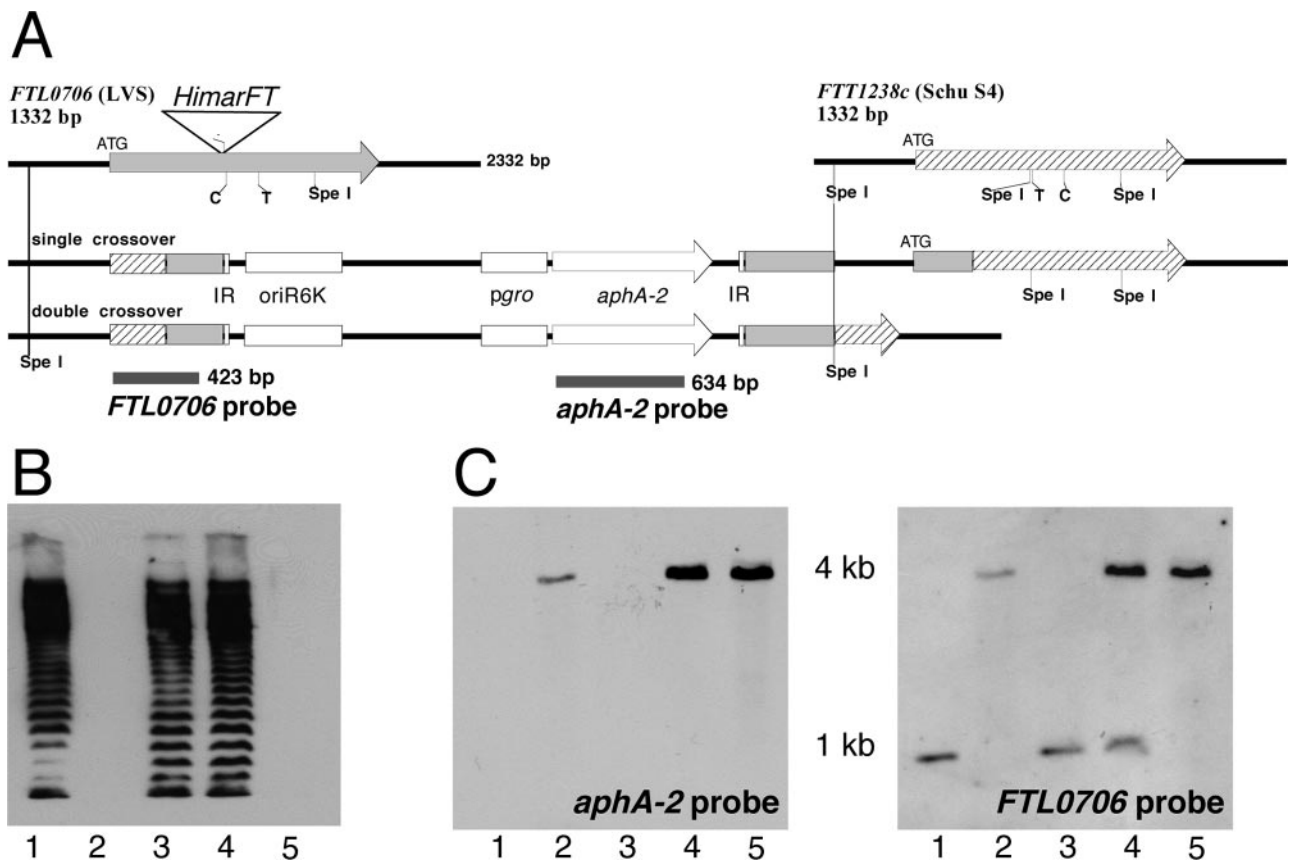 A
FTL0706 (LVS)
1332 bp
HimarFT
ATG
2332 bp
C T Spe I
FTT1238c (Schu S4)
1332 bp
ATG
Spe I Spe I T C Spe I
single crossover
ATG
IR oriR6K pgro aphA-2 IR Spe I Spe I
double crossover
Spe I Spe I
423 bp
FTL0706 probe
634 bp
aphA-2 probe
B
1 2 3 4 5
C
4 kb
1 kb
aphA-2 probe
1 2 3 4 5
FTL0706 probe
1 2 3 4 5